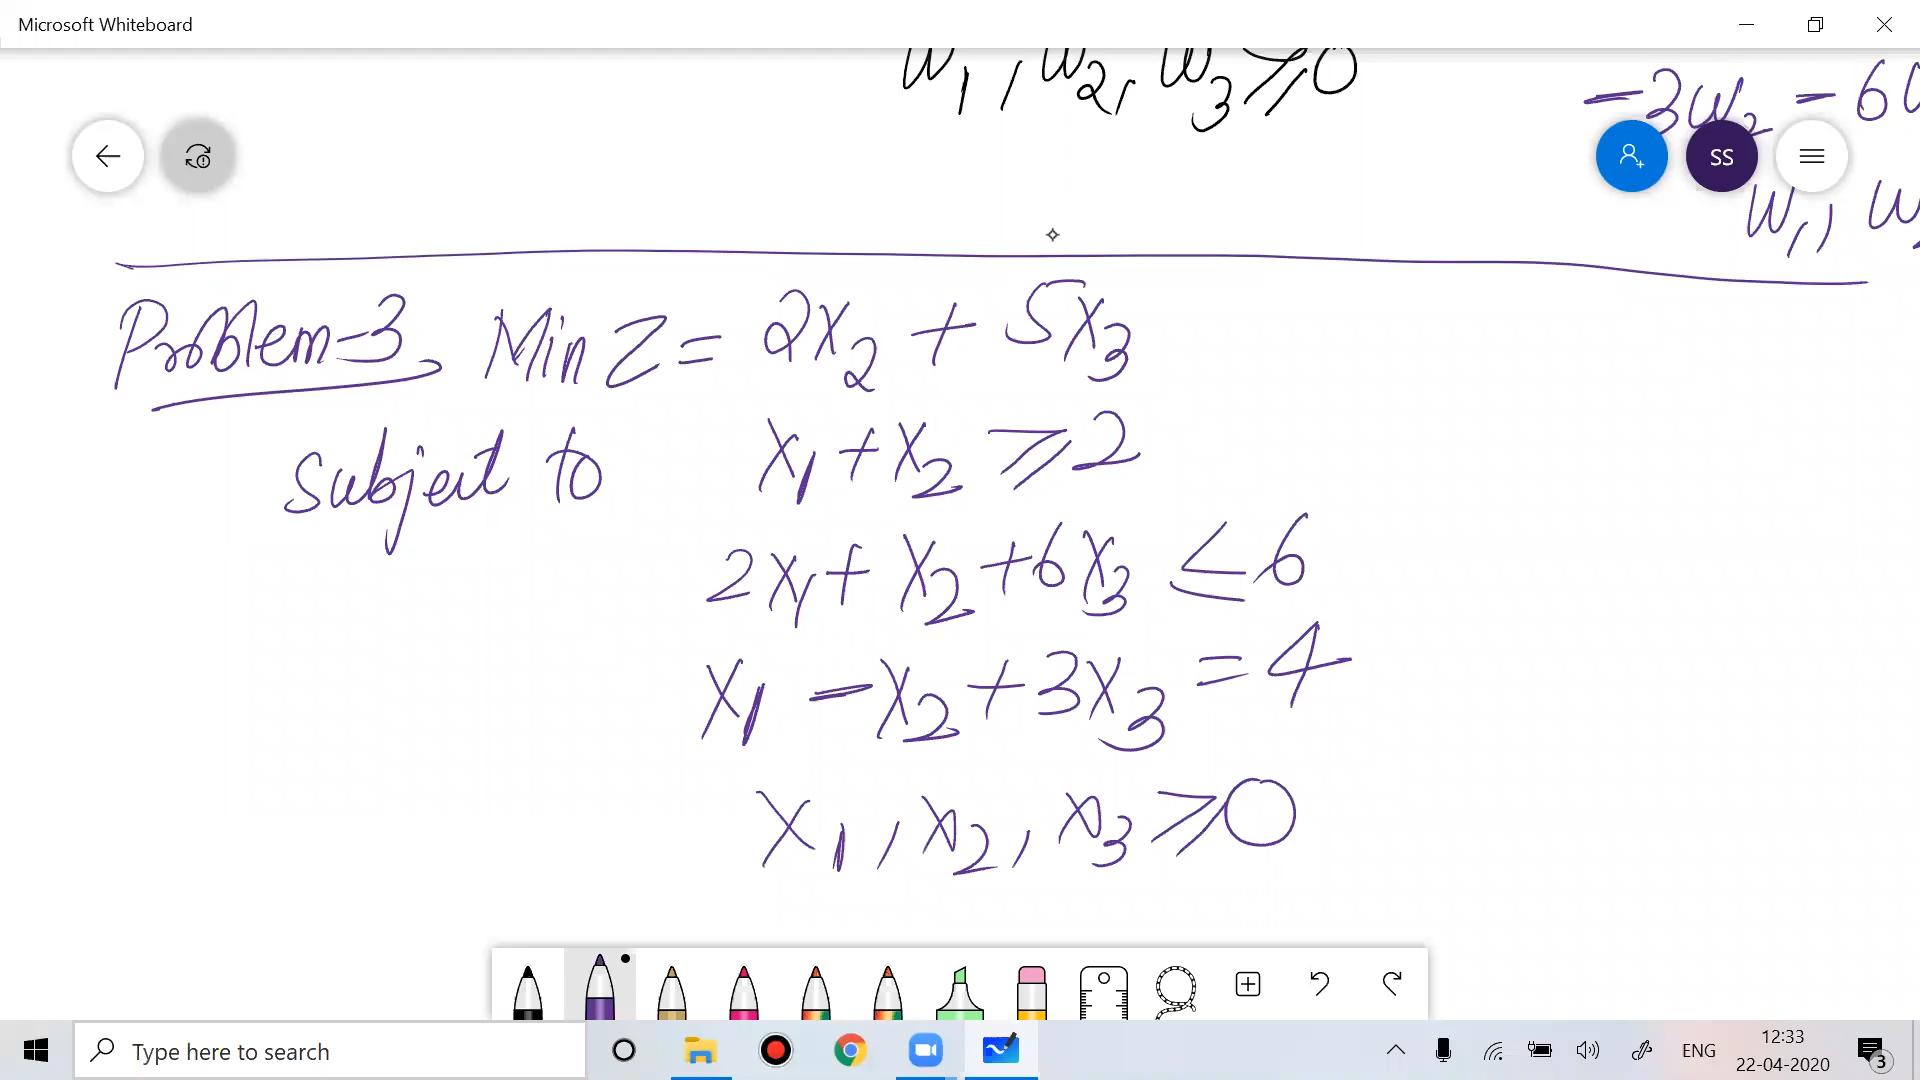 Microsoft Whiteboard
w₁, w₂, w₃ ≥ 0
-3w₂ - 6
SS
w₁, w
Problem-3, Min Z = 2x₂ + 5x₃
subject to x₁ + x₂ ≥ 2
2x₁ + x₂ + 6x₃ ≤ 6
x₁ - x₂ + 3x₃ = 4
x₁, x₂, x₃ ≥ 0
Type here to search
ENG
12:33
22-04-2020
3